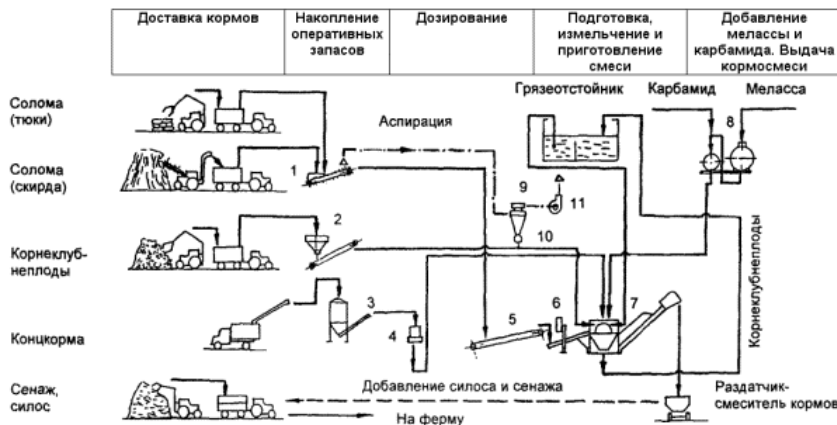 Доставка кормов
Накопление
оперативных
запасов
Дозирование
Подготовка,
измельчение и
приготовление
смеси
Добавление
мелассы и
карбамида. Выдача
кормосмеси
Солома
(тюки)
Аспирация
Грязеотстойник
Карбамид
Меласса
8
Солома
(скирда)
1
9
11
10
Корнеклуб-
неплоды
2
Корнеклубнеплоды
Концкорма
3
4
5
6
7
Сенаж,
силос
Добавление силоса и сенажа
На ферму
Раздатчик-
смеситель кормов